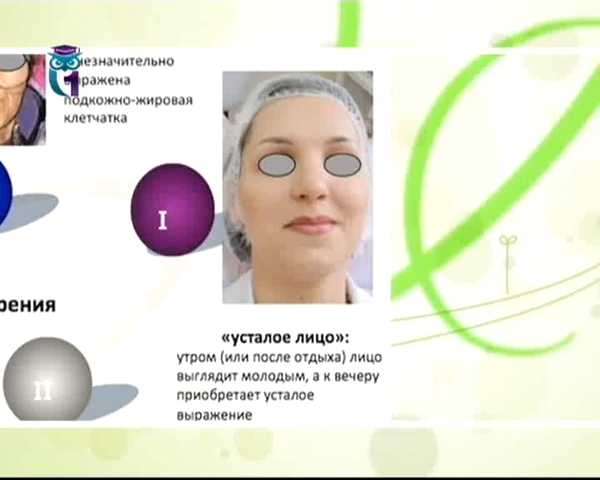 незначительно
выражена
подкожно-жировая
клетчатка
I
рения
«усталое лицо»:
утром (или после отдыха) лицо
выглядит молодым, а к вечеру
приобретает усталое
выражение
II
1